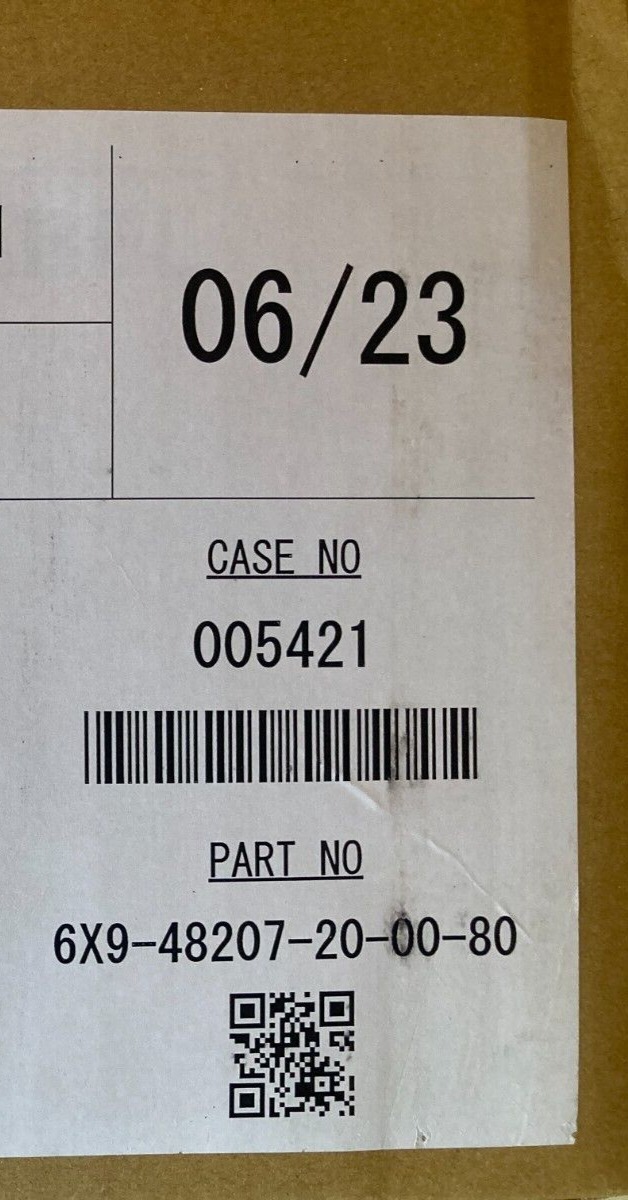 06/23
CASE NO
005421
PART NO
6X9-48207-20-00-80